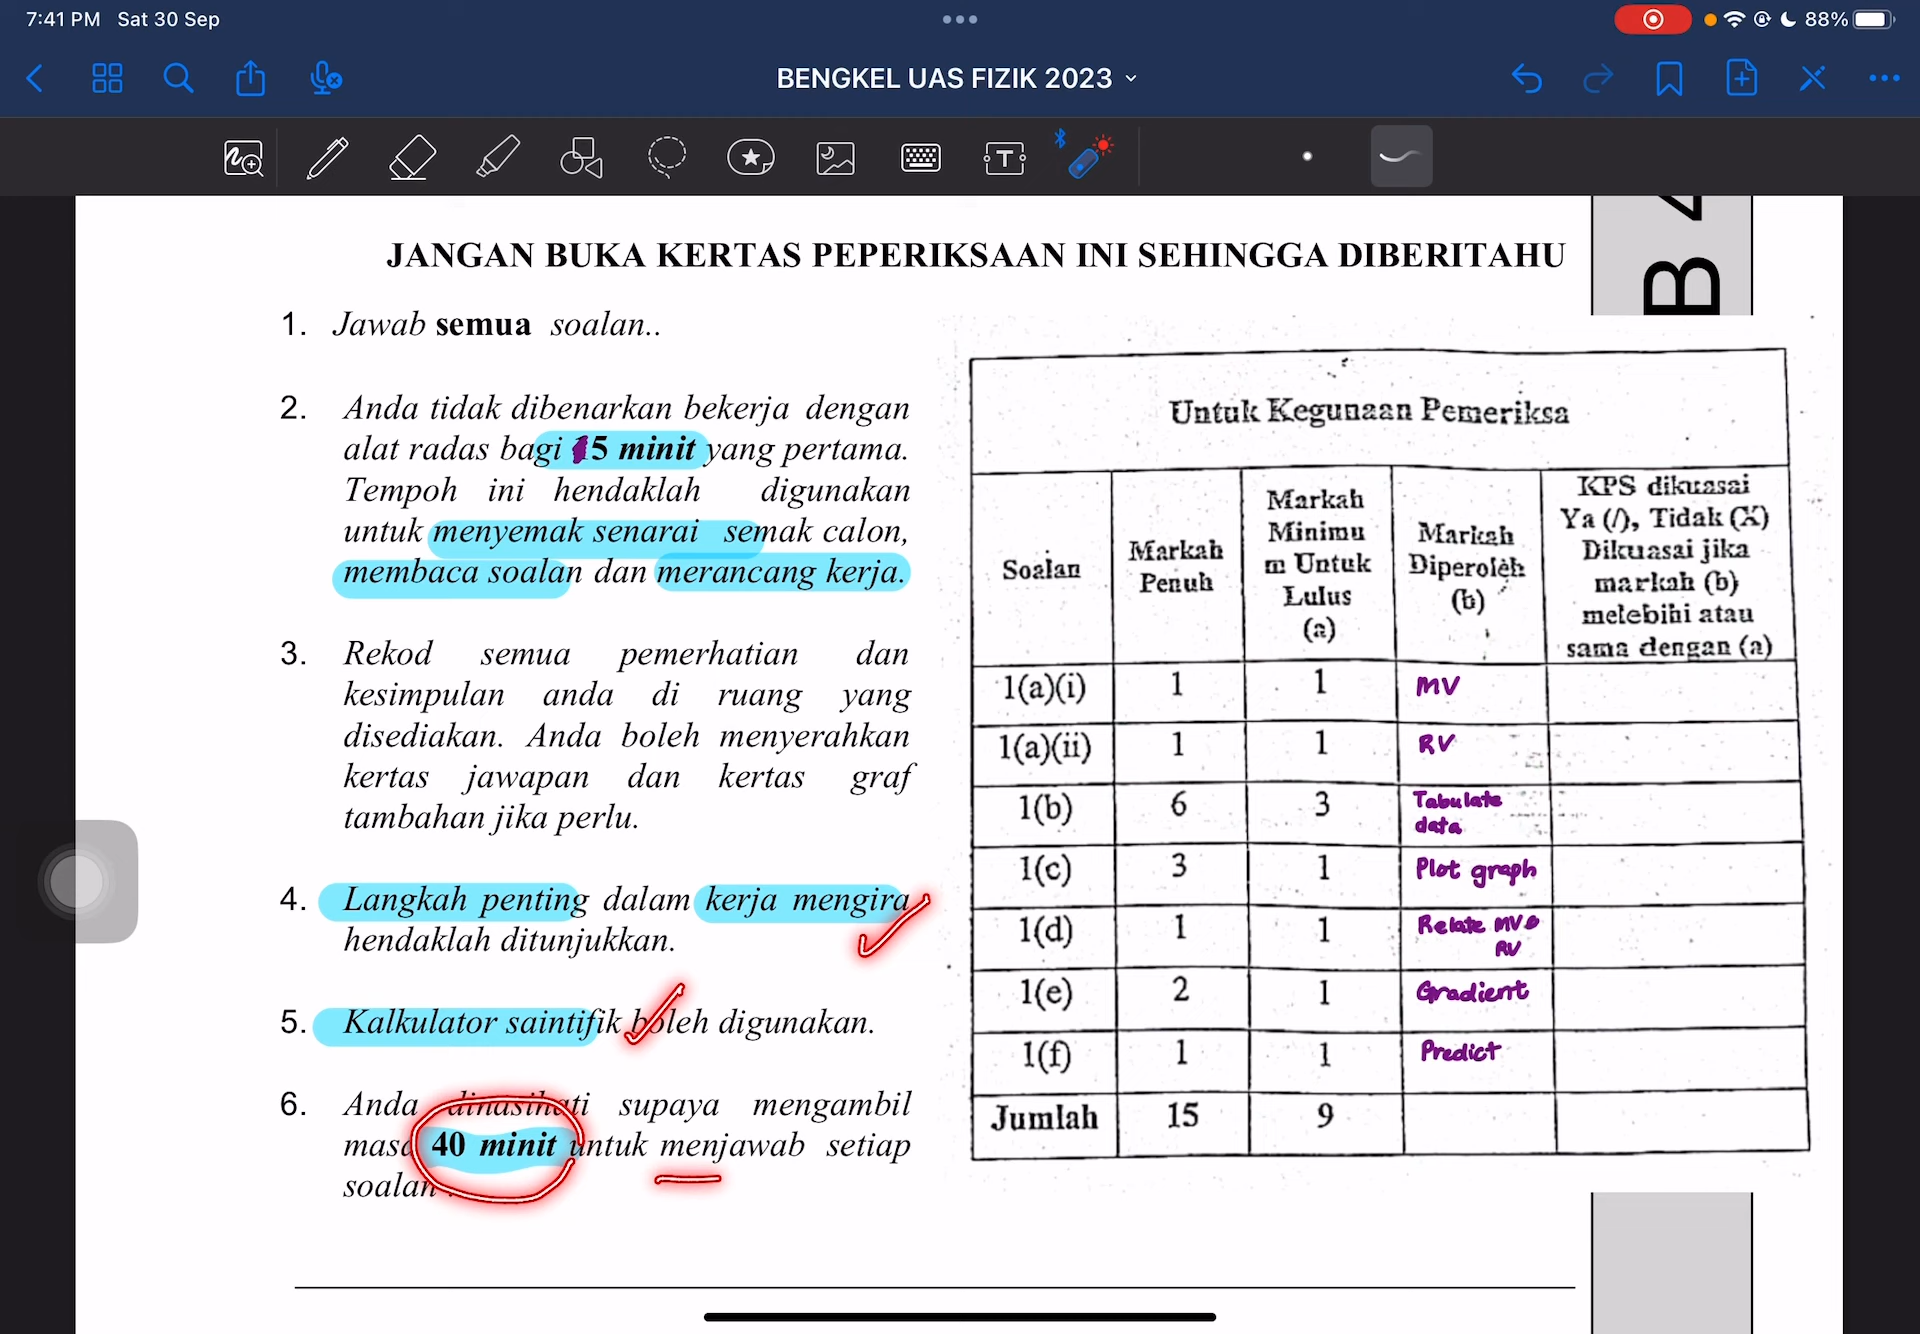 7:41 PM Sat 30 Sep
88%
BENGKEL UAS FIZIK 2023
T
B 4
JANGAN BUKA KERTAS PEPERIKSAAN INI SEHINGGA DIBERITAHU
1. Jawab semua soalan..
2. Anda tidak dibenarkan bekerja dengan
alat radas bagi 15 minit yang pertama.
Tempoh ini hendaklah digunakan
untuk menyemak senarai semak calon,
membaca soalan dan merancang kerja.
3. Rekod semua pemerhatian dan
kesimpulan anda di ruang yang
disediakan. Anda boleh menyerahkan
kertas jawapan dan kertas graf
tambahan jika perlu.
4. Langkah penting dalam kerja mengira
hendaklah ditunjukkan.
5. Kalkulator saintifik boleh digunakan.
6. Anda dinasihati supaya mengambil
masa 40 minit untuk menjawab setiap
soalan .
Untuk Kegunaan Pemeriksa
Soalan
Markah
Penuh
Markah
Minimu
m Untuk
Lulus
(a)
Markah
Diperoleh
(b)
KPS dikuasai
Ya (/), Tidak (X)
Dikuasai jika
markah (b)
melebihi atau
sama dengan (a)
1(a)(i) 1 1 MV
1(a)(ii) 1 1 RV
1(b) 6 3 Tabulate
data
1(c) 3 1 Plot graph
1(d) 1 1 Relate MV &
RV
1(e) 2 1 Gradient
1(f) 1 1 Predict
Jumlah 15 9